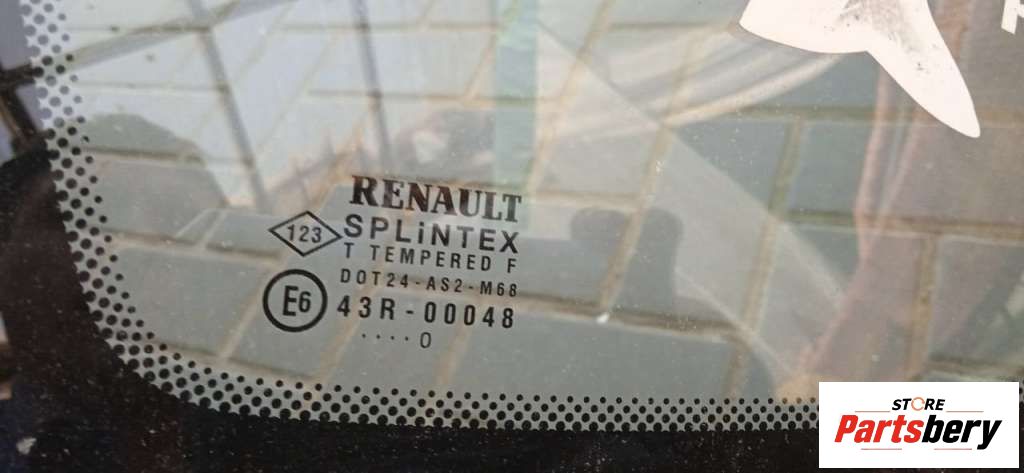 RENAULT
123
SPLiNTEX
T TEMPERED F
DOT24-AS2-M68
E6
43R-00048
....0
STORE
Partsbery